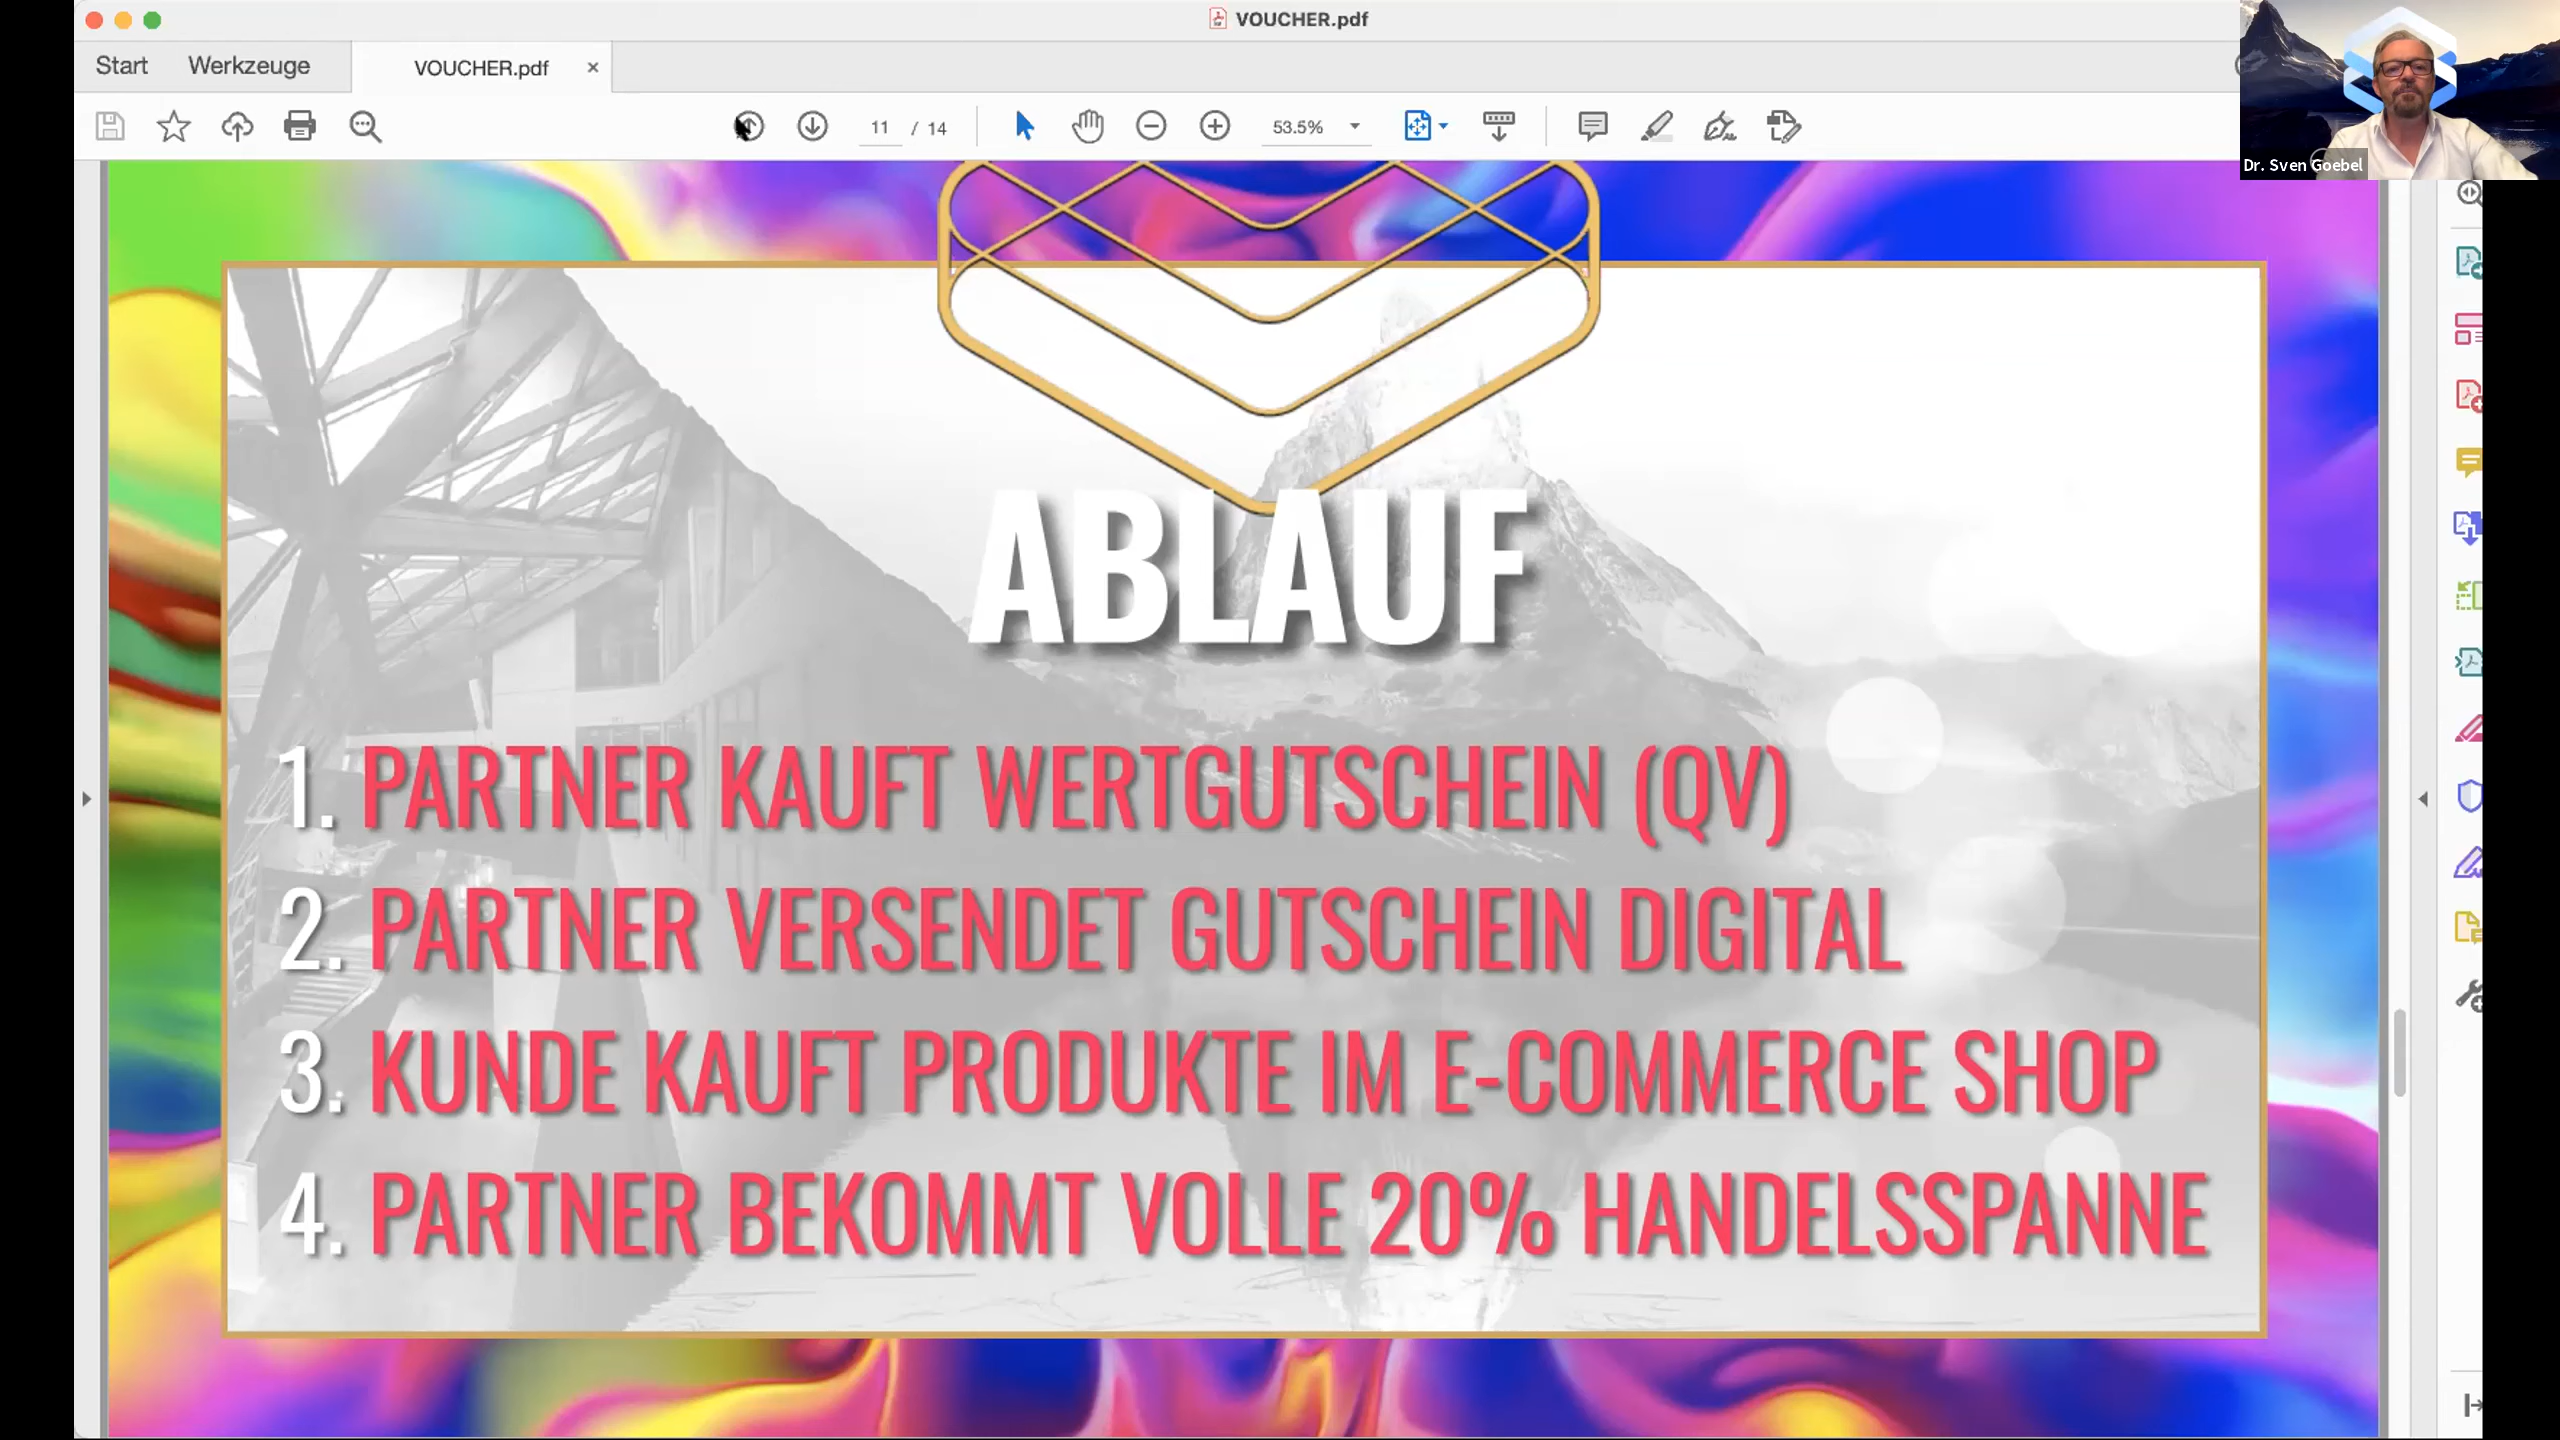 VOUCHER.pdf
Start
Werkzeuge
VOUCHER.pdf
11 / 14
53.5%
Dr. Sven Goebel
ABLAUF
1. PARTNER KAUFT WERTGUTSCHEIN (QV)
2. PARTNER VERSENDET GUTSCHEIN DIGITAL
3. KUNDE KAUFT PRODUKTE IM E-COMMERCE SHOP
4. PARTNER BEKOMMT VOLLE 20% HANDELSSPANNE